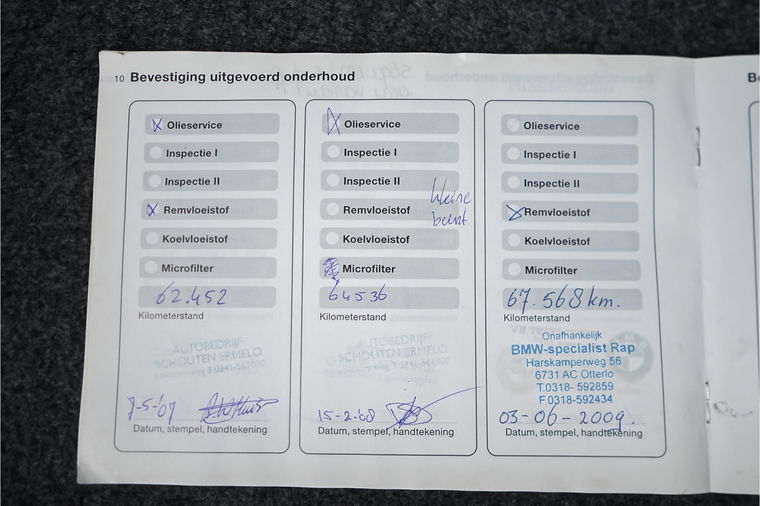 10 Bevestiging uitgevoerd onderhoud
Olieservice
Inspectie I
Inspectie II
Remvloeistof
Koelvloeistof
Microfilter
62.452
Kilometerstand
AUTOBEDRIJF
SCHOUTEN ERMELO
7-5-'07
Datum, stempel, handtekening
Olieservice
Inspectie I
Inspectie II
kleine
Remvloeistof
beurt
Koelvloeistof
Microfilter
64536
Kilometerstand
AUTOBEDRIJF
SCHOUTEN ERMELO
15-2-'08
Datum, stempel, handtekening
Olieservice
Inspectie I
Inspectie II
Remvloeistof
Koelvloeistof
Microfilter
67.568 km.
Kilometerstand
Onafhankelijk
BMW-specialist Rap
Harskamperweg 56
6731 AC Otterlo
T.0318- 592859
F.0318-592434
03-06-2009.
Datum, stempel, handtekening